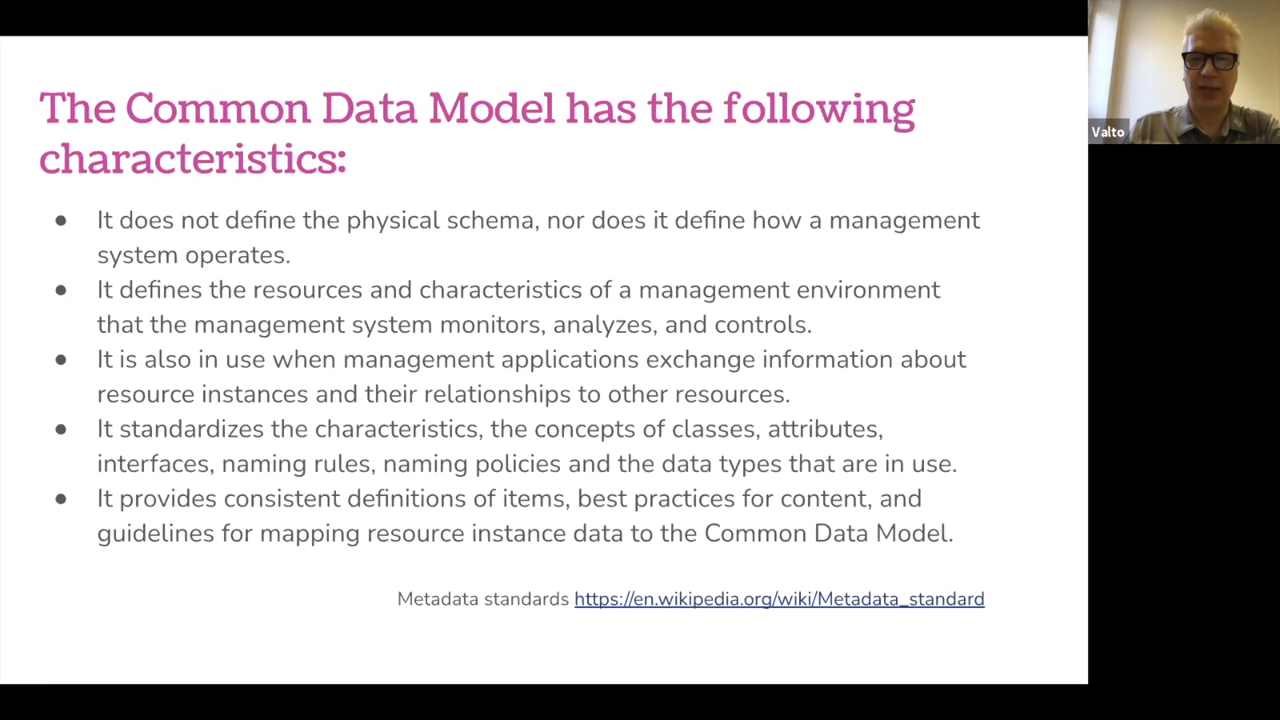 The Common Data Model has the following
characteristics:
● It does not define the physical schema, nor does it define how a management
system operates.
● It defines the resources and characteristics of a management environment
that the management system monitors, analyzes, and controls.
● It is also in use when management applications exchange information about
resource instances and their relationships to other resources.
● It standardizes the characteristics, the concepts of classes, attributes,
interfaces, naming rules, naming policies and the data types that are in use.
● It provides consistent definitions of items, best practices for content, and
guidelines for mapping resource instance data to the Common Data Model.
Metadata standards https://en.wikipedia.org/wiki/Metadata_standard
Valto